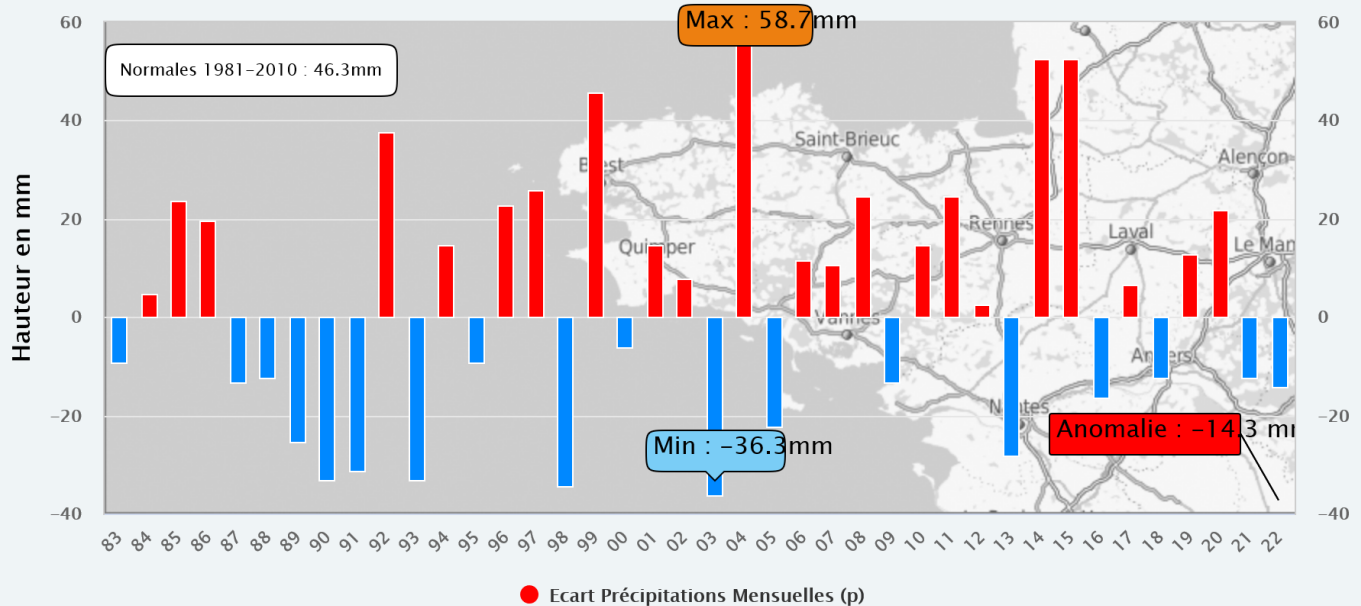 Max : 58.7mm
60
60
Normales 1981-2010 : 46.3mm
40
40
Saint-Brieuc
Alençon
Brest
20
20
Rennes
Laval
Quimper
Le Man
Hauteur en mm
0
0
Vannes
Angers
-20
-20
Nantes
Anomalie : -14.3 mm
Min : -36.3mm
-40
-40
83 84 85 86 87 88 89 90 91 92 93 94 95 96 97 98 99 00 01 02 03 04 05 06 07 08 09 10 11 12 13 14 15 16 17 18 19 20 21 22
Ecart Précipitations Mensuelles (p)